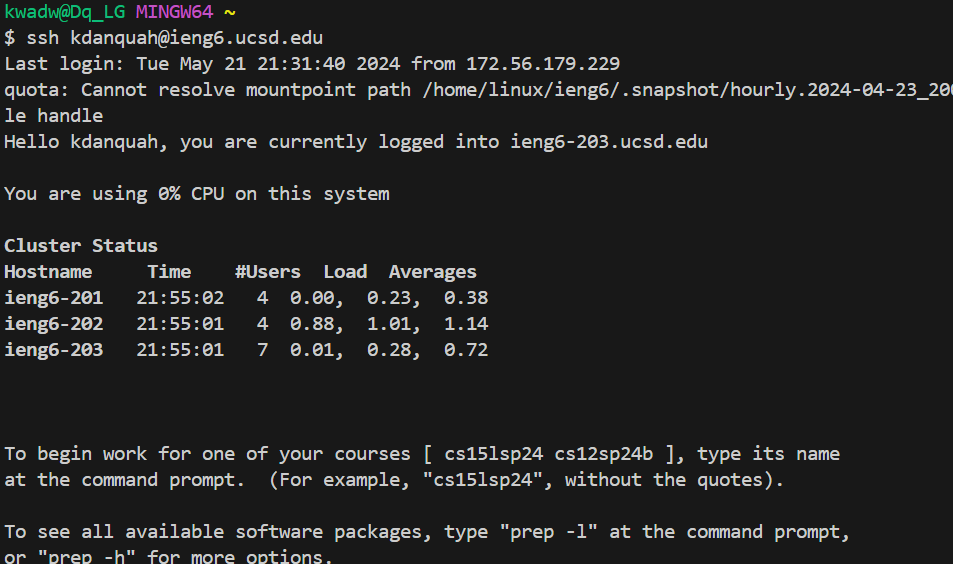 kwadw@Dq_LG MINGW64 ~
$ ssh kdanquah@ieng6.ucsd.edu
Last login: Tue May 21 21:31:40 2024 from 172.56.179.229
quota: Cannot resolve mountpoint path /home/linux/ieng6/.snapshot/hourly.2024-04-23_200
le handle
Hello kdanquah, you are currently logged into ieng6-203.ucsd.edu
You are using 0% CPU on this system
Cluster Status
Hostname     Time    #Users  Load  Averages
ieng6-201   21:55:02   4  0.00,  0.23,  0.38
ieng6-202   21:55:01   4  0.88,  1.01,  1.14
ieng6-203   21:55:01   7  0.01,  0.28,  0.72
To begin work for one of your courses [ cs15lsp24 cs12sp24b ], type its name
at the command prompt.  (For example, "cs15lsp24", without the quotes).
To see all available software packages, type "prep -l" at the command prompt,
or "prep -h" for more options.